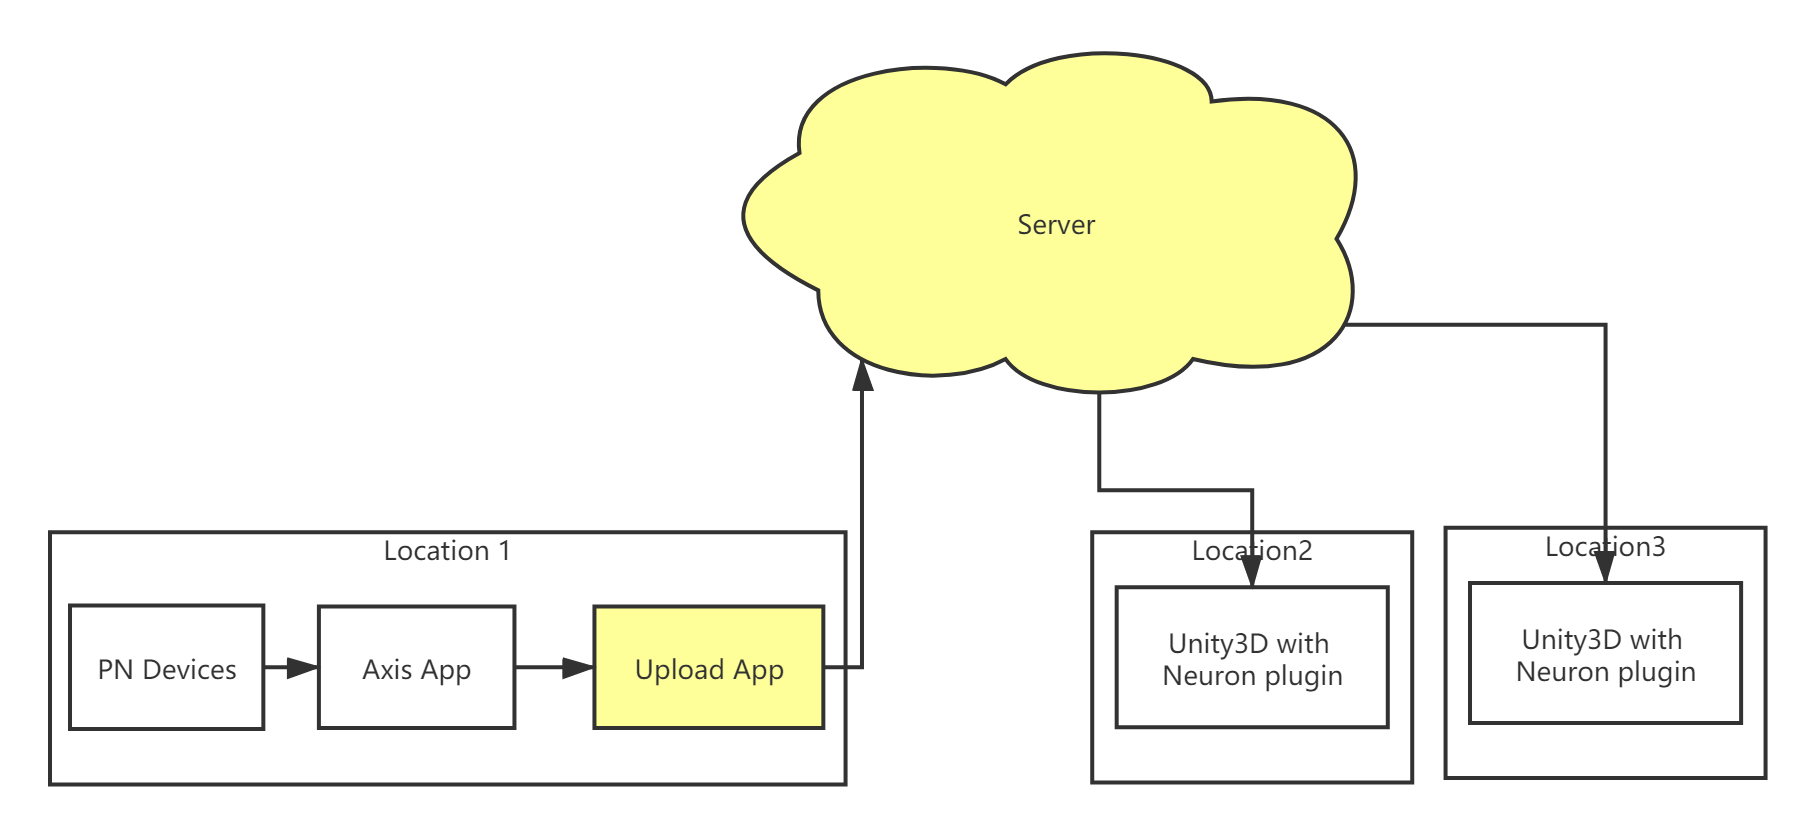 Server
Location 1
PN Devices
Axis App
Upload App
Location2
Unity3D with
Neuron plugin
Location3
Unity3D with
Neuron plugin